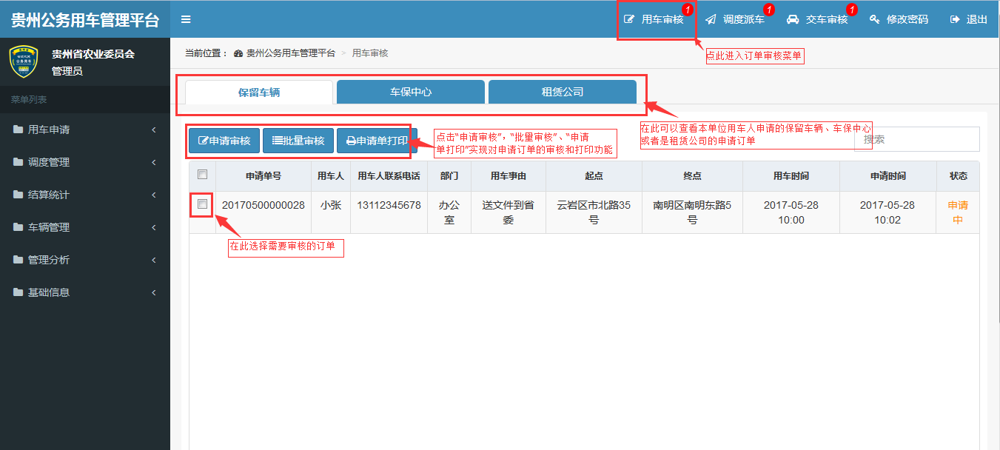 贵州公务用车管理平台
用车审核 1
调度派车 1
交车审核 1
修改密码
退出
贵州省农业委员会
管理员
当前位置： 贵州公务用车管理平台 > 用车审核
点此进入订单审核菜单
菜单列表
用车申请
调度管理
结算统计
车辆管理
管理分析
基础信息
保留车辆
车保中心
租赁公司
在此可以查看本单位用车人申请的保留车辆、车保中心
或者是租赁公司的申请订单
申请审核
批量审核
申请单打印
点击“申请审核”，“批量审核”、“申请
单打印”实现对申请订单的审核和打印功能
搜索
申请单号 用车人 用车人联系电话 部门 用车事由 起点 终点 用车时间 申请时间 状态
20170500000028 小张 13112345678 办公 送文件到省 云岩区市北路35 南明区南明东路5 2017-05-28 2017-05-28 申请
室 委 号 号 10:00 10:02 中
在此选择需要审核的订单